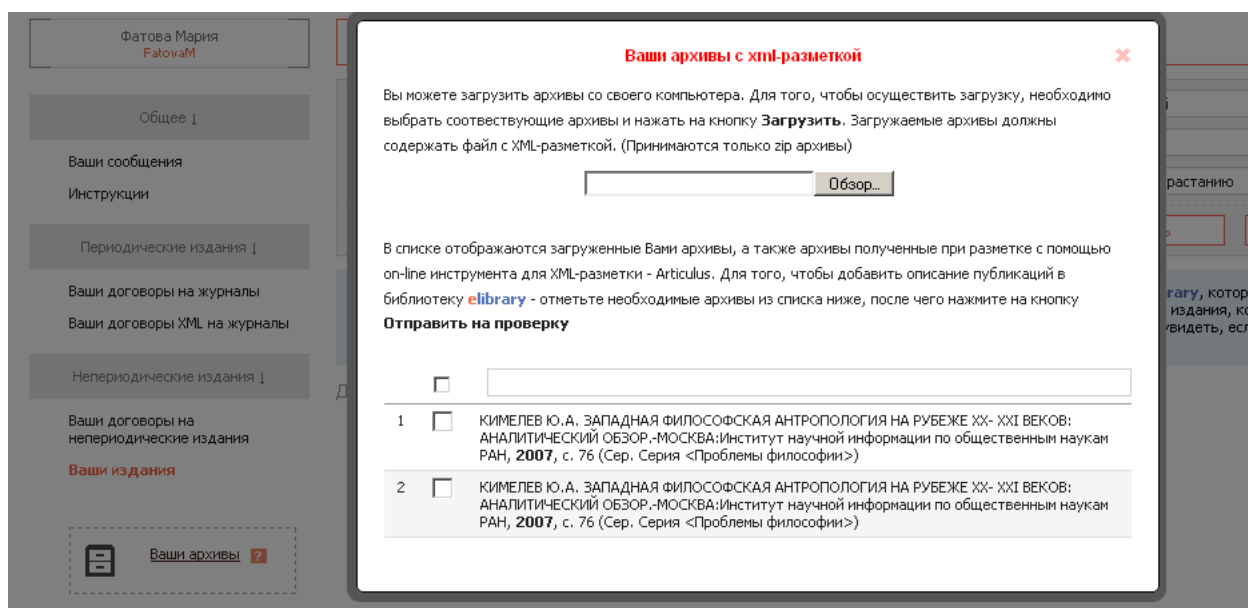 Фатова Мария
FatovaM
Общее ↓
Ваши сообщения
Инструкции
Периодические издания ↓
Ваши договоры на журналы
Ваши договоры XML на журналы
Непериодические издания ↓
Ваши договоры на
непериодические издания
Ваши издания
Ваши архивы ?
Ваши архивы с xml-разметкой
Вы можете загрузить архивы со своего компьютера. Для того, чтобы осуществить загрузку, необходимо
выбрать соотвествующие архивы и нажать на кнопку Загрузить. Загружаемые архивы должны
содержать файл с XML-разметкой. (Принимаются только zip архивы)
Обзор...
В списке отображаются загруженные Вами архивы, а также архивы полученные при разметке с помощью
on-line инструмента для XML-разметки - Articulus. Для того, чтобы добавить описание публикаций в
библиотеку elibrary - отметьте необходимые архивы из списка ниже, после чего нажмите на кнопку
Отправить на проверку
1 КИМЕЛЕВ Ю.А. ЗАПАДНАЯ ФИЛОСОФСКАЯ АНТРОПОЛОГИЯ НА РУБЕЖЕ XX- XXI ВЕКОВ:
АНАЛИТИЧЕСКИЙ ОБЗОР.-МОСКВА:Институт научной информации по общественным наукам
РАН, 2007, с. 76 (Сер. Серия <Проблемы философии>)
2 КИМЕЛЕВ Ю.А. ЗАПАДНАЯ ФИЛОСОФСКАЯ АНТРОПОЛОГИЯ НА РУБЕЖЕ XX- XXI ВЕКОВ:
АНАЛИТИЧЕСКИЙ ОБЗОР.-МОСКВА:Институт научной информации по общественным наукам
РАН, 2007, с. 76 (Сер. Серия <Проблемы философии>)
растанию
rary, котор
издания, ко
увидеть, есл